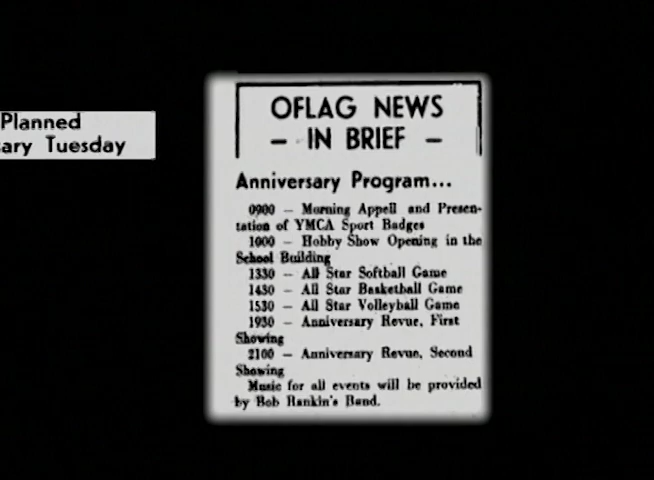 Planned
ary Tuesday
OFLAG NEWS
– IN BRIEF –
Anniversary Program...
0900 – Morning Appell and Presen-
tation of YMCA Sport Badges
1000 – Hobby Show Opening in the
School Building
1330 – All Star Softball Game
1430 – All Star Basketball Game
1530 – All Star Volleyball Game
1930 – Anniversary Revue, First
Showing
2100 – Anniversary Revue, Second
Showing
Music for all events will be provided
by Bob Rankin's Band.